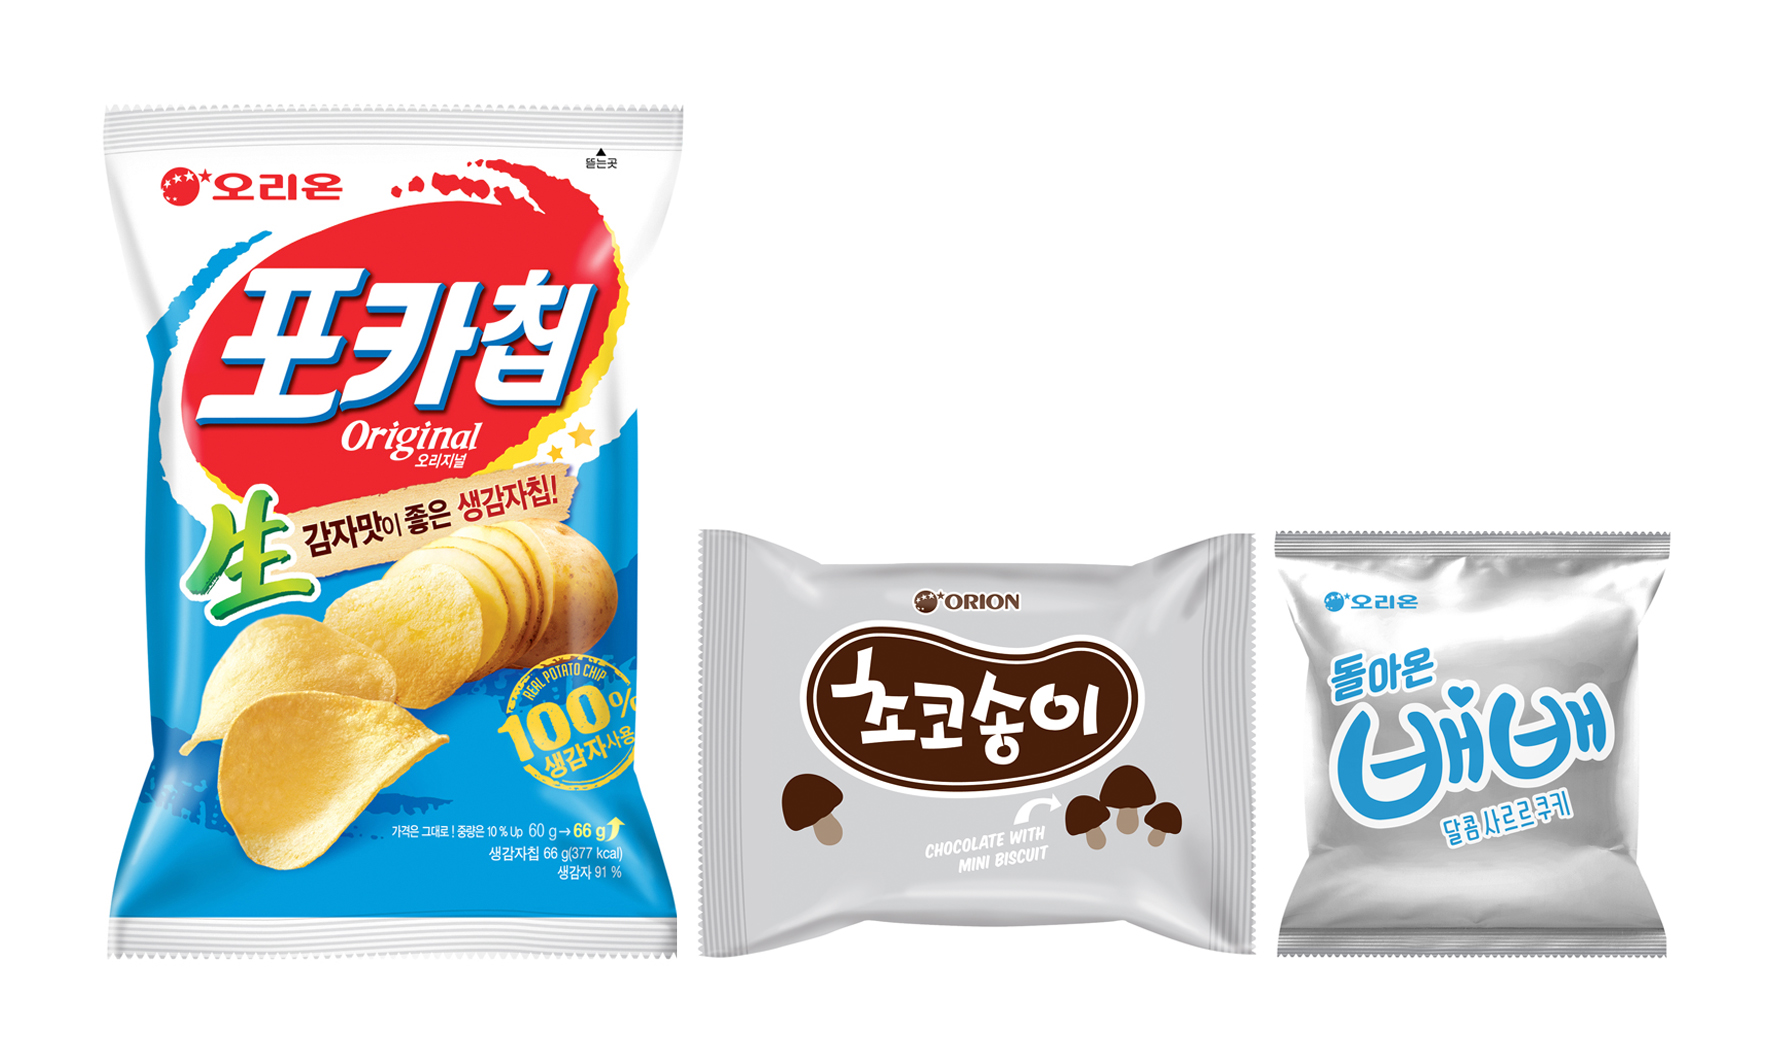 뜯는곳
오리온
포카칩
Original
오리지널
生
감자맛이 좋은 생감자칩!
REAL POTATO CHIP
100%
생감자사용
가격은 그대로! 중량은 10 % Up 60 g→66 g
생감자칩 66 g(377 kcal)
생감자 91 %
ORION
초코송이
CHOCOLATE WITH
MINI BISCUIT
오리온
돌아온
배배
달콤 사르르 쿠키